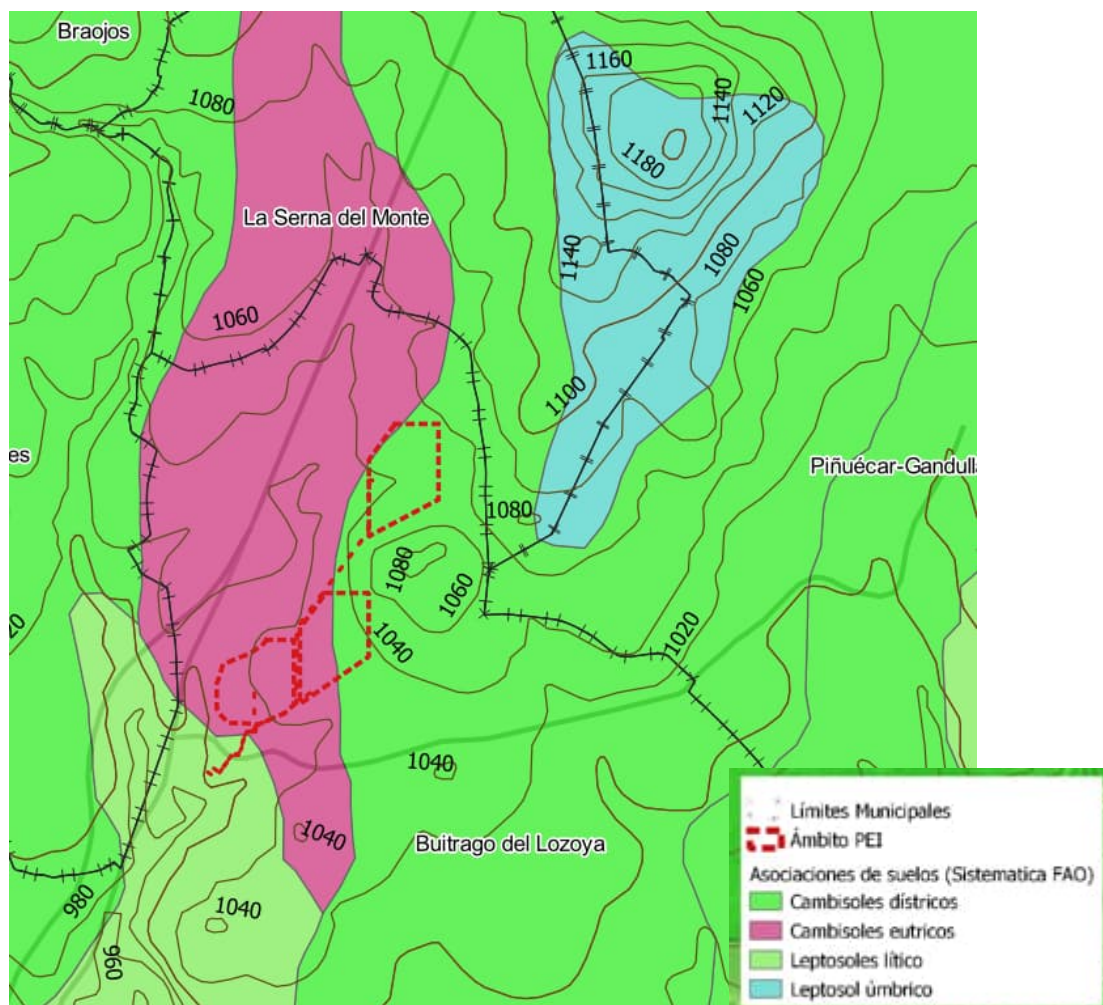 Braojos
1160
1080
1140
1120
1180
La Serna del Monte
1140
1080
1060
1060
1100
es
Piñuécar-Gandulla
1080
1080
1060
20
1040
1020
1040
1040
Buitrago del Lozoya
980
1040
960
Límites Municipales
Ámbito PEI
Asociaciones de suelos (Sistematica FAO)
Cambisoles dístricos
Cambisoles eutricos
Leptosoles lítico
Leptosol úmbrico